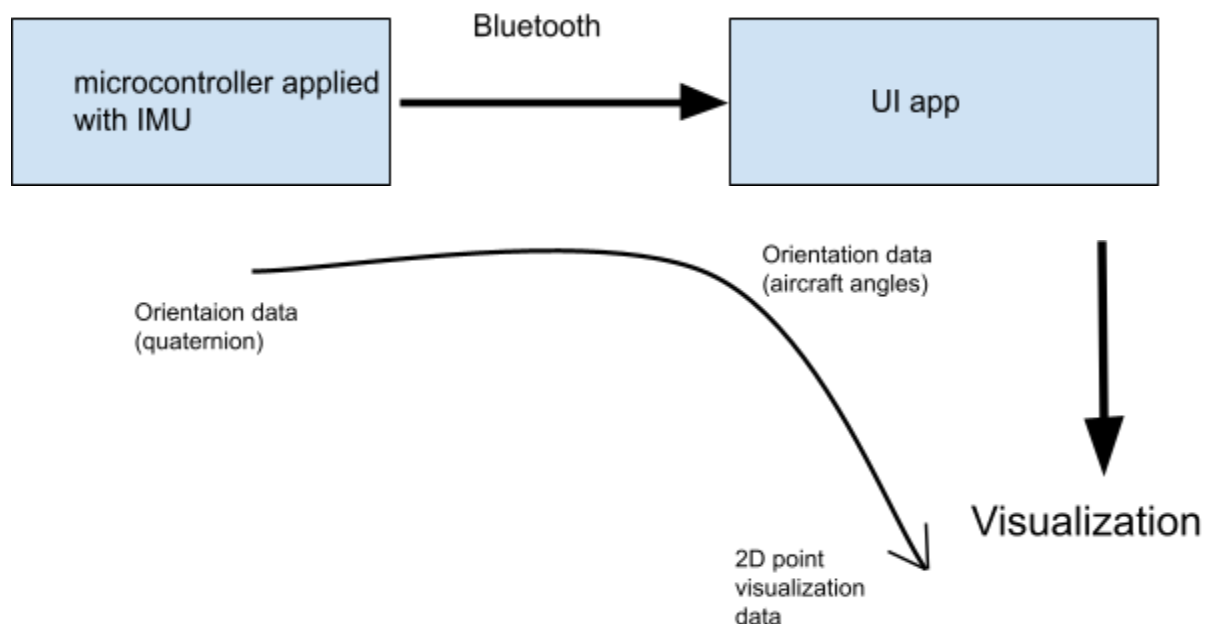 Bluetooth
microcontroller applied
with IMU
UI app
Orientation data
(aircraft angles)
Orientaion data
(quaternion)
Visualization
2D point
visualization
data